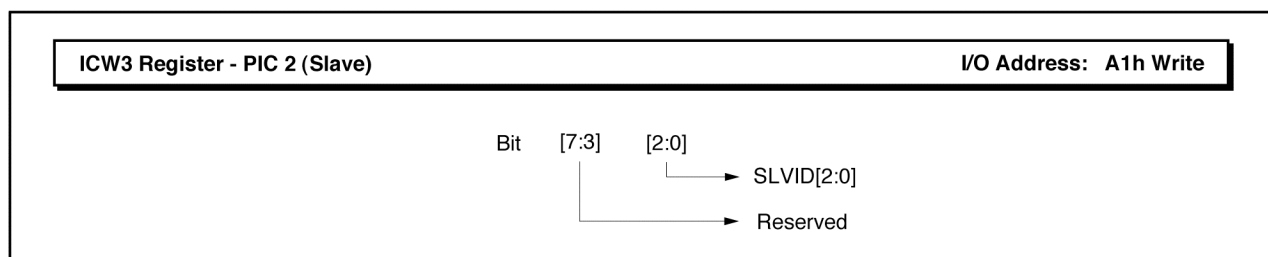 ICW3 Register - PIC 2 (Slave) I/O Address: A1h Write
Bit [7:3] [2:0]
SLVID[2:0]
Reserved